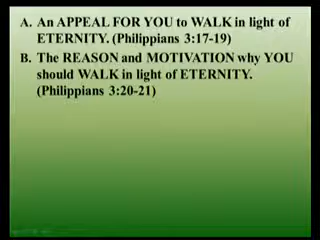 A. An APPEAL FOR YOU to WALK in light of
ETERNITY. (Philippians 3:17-19)
B. The REASON and MOTIVATION why YOU
should WALK in light of ETERNITY.
(Philippians 3:20-21)